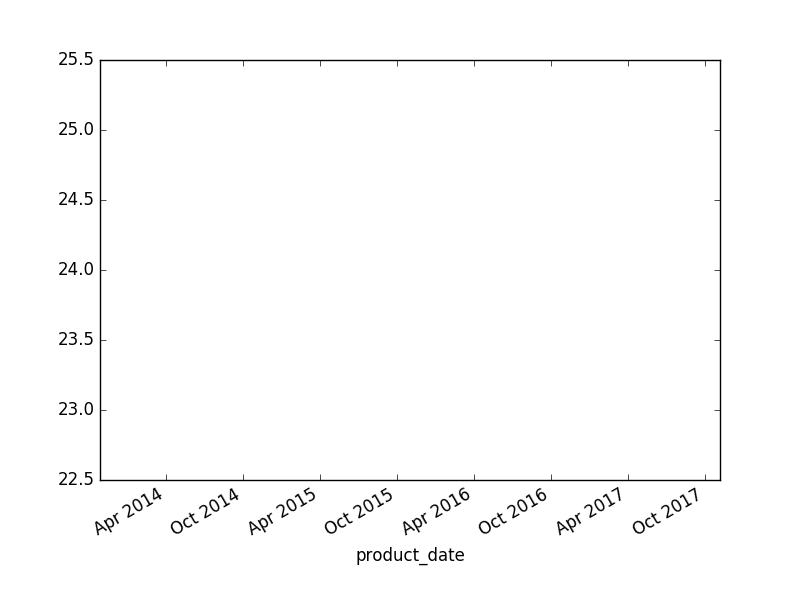 25.5
25.0
24.5
24.0
23.5
23.0
22.5
Apr 2014
Oct 2014
Apr 2015
Oct 2015
Apr 2016
Oct 2016
Apr 2017
Oct 2017
product_date